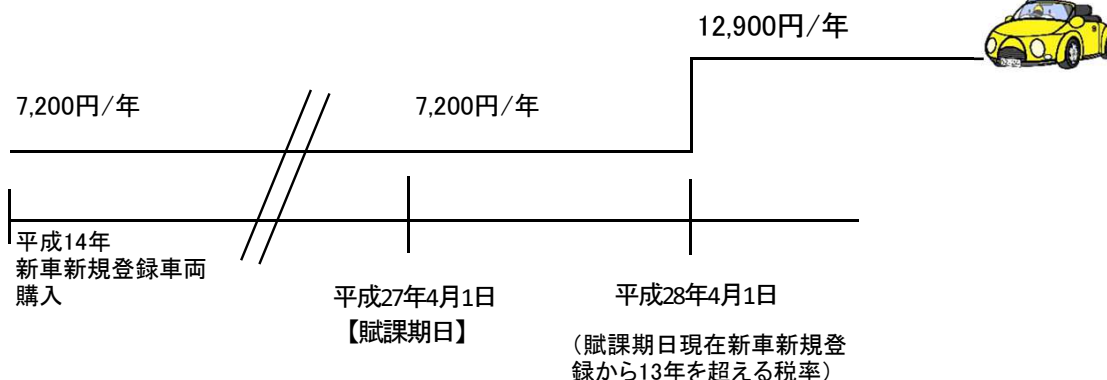 12,900円/年
7,200円/年
7,200円/年
平成14年
新車新規登録車両
購入
平成27年4月1日
【賦課期日】
平成28年4月1日
（賦課期日現在新車新規登
録から13年を超える税率）